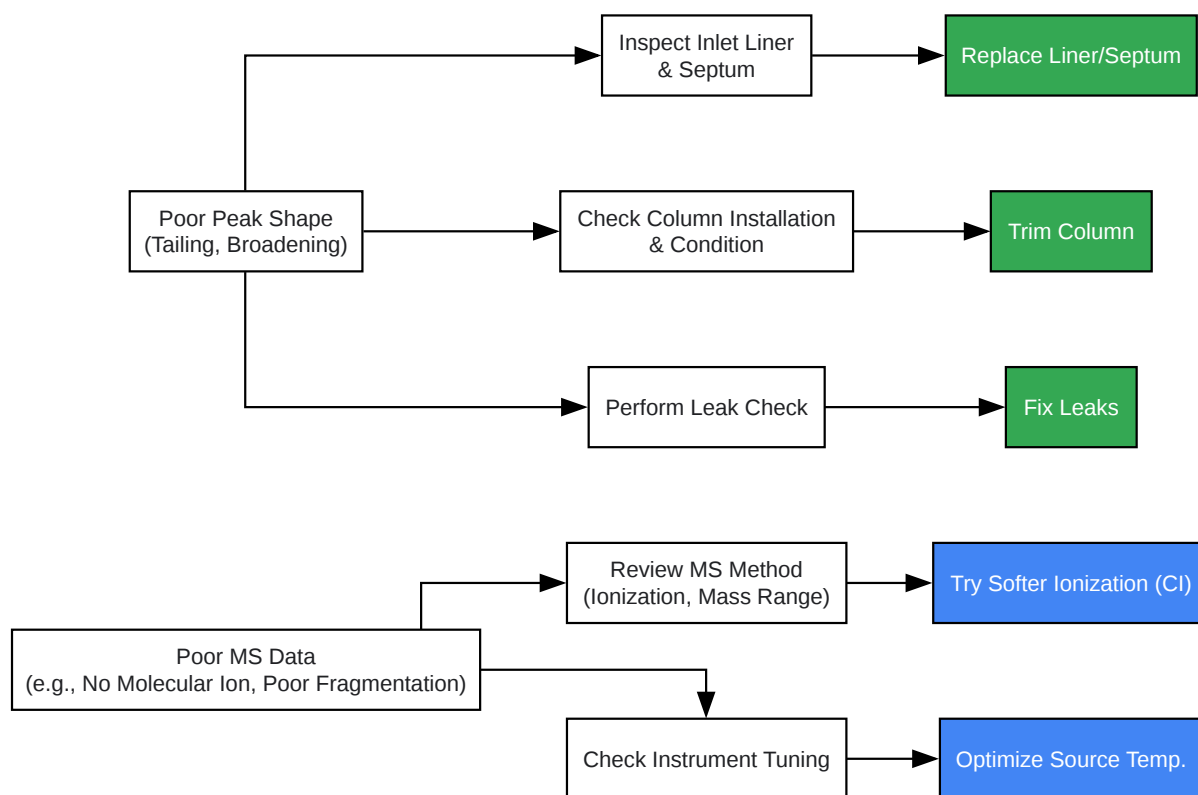 Inspect Inlet Liner
& Septum
Replace Liner/Septum
Poor Peak Shape
(Tailing, Broadening)
Check Column Installation
& Condition
Trim Column
Perform Leak Check
Fix Leaks
Review MS Method
(Ionization, Mass Range)
Try Softer Ionization (CI)
Poor MS Data
(e.g., No Molecular Ion, Poor Fragmentation)
Check Instrument Tuning
Optimize Source Temp.